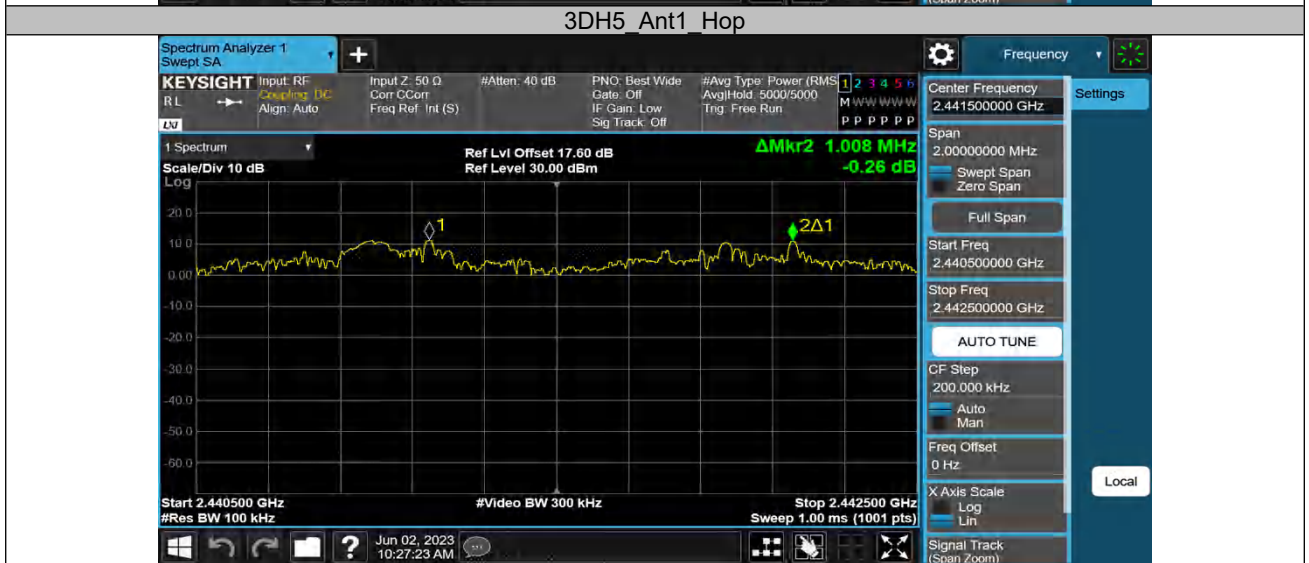 (Span Zoom)
3DH5_Ant1_Hop
Spectrum Analyzer 1
Swept SA
+
Frequency
KEYSIGHT
RL
LXI
Input: RF
Coupling: DC
Align: Auto
Input Z: 50 Ω
Corr CCorr
Freq Ref: Int (S)
#Atten: 40 dB
PNO: Best Wide
Gate: Off
IF Gain: Low
Sig Track: Off
#Avg Type: Power (RMS
Avg|Hold: 5000/5000
Trig: Free Run
1 2 3 4 5 6
M W W W W W
P P P P P P
1 Spectrum
Scale/Div 10 dB
Log
Ref Lvl Offset 17.60 dB
Ref Level 30.00 dBm
ΔMkr2 1.008 MHz
-0.26 dB
20.0
10.0
0.00
-10.0
-20.0
-30.0
-40.0
-50.0
-60.0
1
2Δ1
Start 2.440500 GHz
#Res BW 100 kHz
#Video BW 300 kHz
Stop 2.442500 GHz
Sweep 1.00 ms (1001 pts)
Center Frequency
2.441500000 GHz
Settings
Span
2.00000000 MHz
Swept Span
Zero Span
Full Span
Start Freq
2.440500000 GHz
Stop Freq
2.442500000 GHz
AUTO TUNE
CF Step
200.000 kHz
Auto
Man
Freq Offset
0 Hz
X Axis Scale
Log
Lin
Local
Signal Track
(Span Zoom)
?
Jun 02, 2023
10:27:23 AM